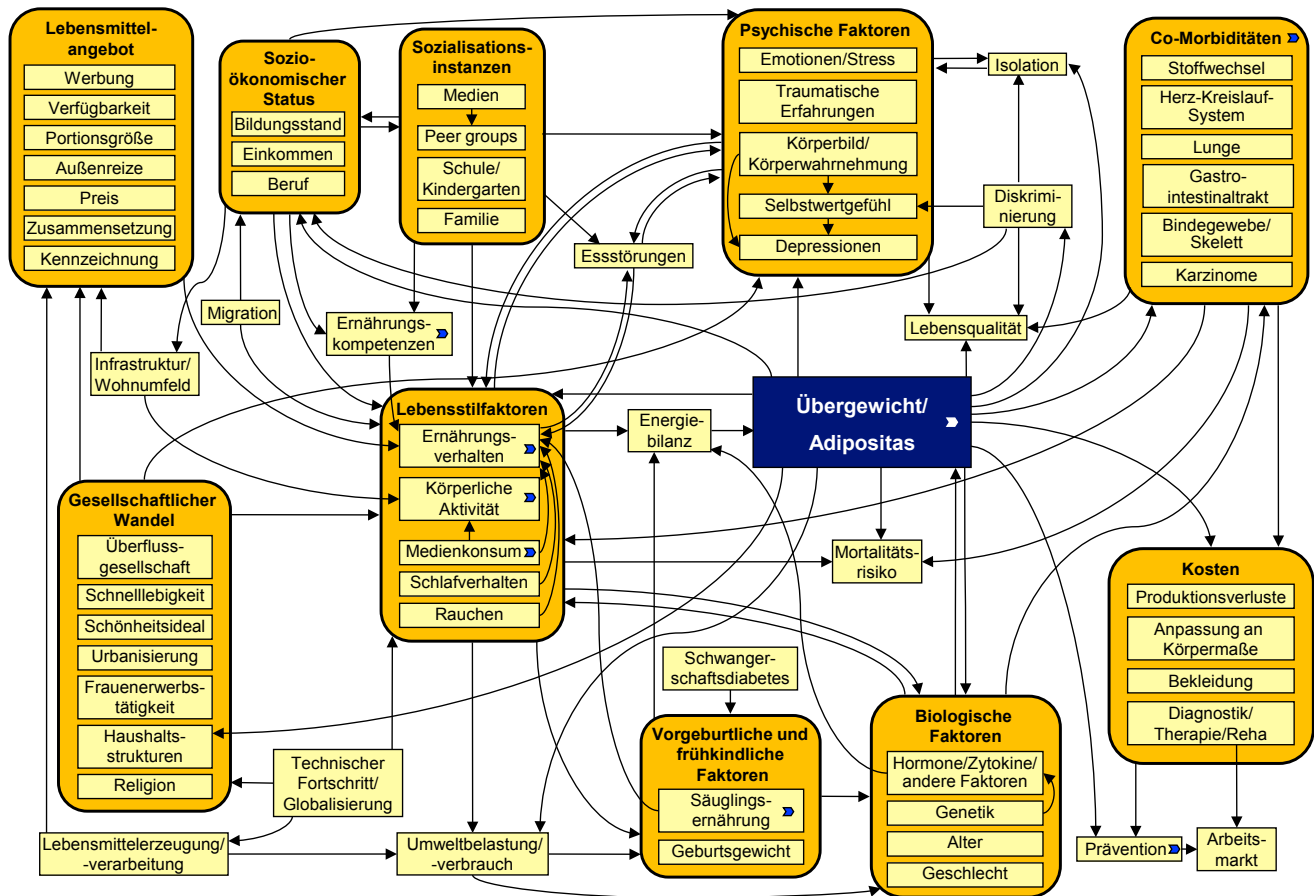 Lebensmittel-
angebot
Werbung
Verfügbarkeit
Portionsgröße
Außenreize
Preis
Zusammensetzung
Kennzeichnung
Sozio-
ökonomischer
Status
Bildungsstand
Einkommen
Beruf
Sozialisations-
instanzen
Medien
Peer groups
Schule/
Kindergarten
Familie
Psychische Faktoren
Emotionen/Stress
Traumatische
Erfahrungen
Körperbild/
Körperwahrnehmung
Selbstwertgefühl
Depressionen
Isolation
Diskrimi-
nierung
Lebensqualität
Co-Morbiditäten
Stoffwechsel
Herz-Kreislauf-
System
Lunge
Gastro-
intestinaltrakt
Bindegewebe/
Skelett
Karzinome
Essstörungen
Migration
Ernährungs-
kompetenzen
Infrastruktur/
Wohnumfeld
Lebensstilfaktoren
Ernährungs-
verhalten
Körperliche
Aktivität
Medienkonsum
Schlafverhalten
Rauchen
Energie-
bilanz
Übergewicht/
Adipositas
Mortalitäts-
risiko
Gesellschaftlicher
Wandel
Überfluss-
gesellschaft
Schnelllebigkeit
Schönheitsideal
Urbanisierung
Frauenerwerbs-
tätigkeit
Haushalts-
strukturen
Religion
Technischer
Fortschritt/
Globalisierung
Lebensmittelerzeugung/
-verarbeitung
Umweltbelastung/
-verbrauch
Schwanger-
schaftsdiabetes
Vorgeburtliche und
frühkindliche
Faktoren
Säuglings-
ernährung
Geburtsgewicht
Biologische
Faktoren
Hormone/Zytokine/
andere Faktoren
Genetik
Alter
Geschlecht
Kosten
Produktionsverluste
Anpassung an
Körpermaße
Bekleidung
Diagnostik/
Therapie/Reha
Prävention
Arbeits-
markt